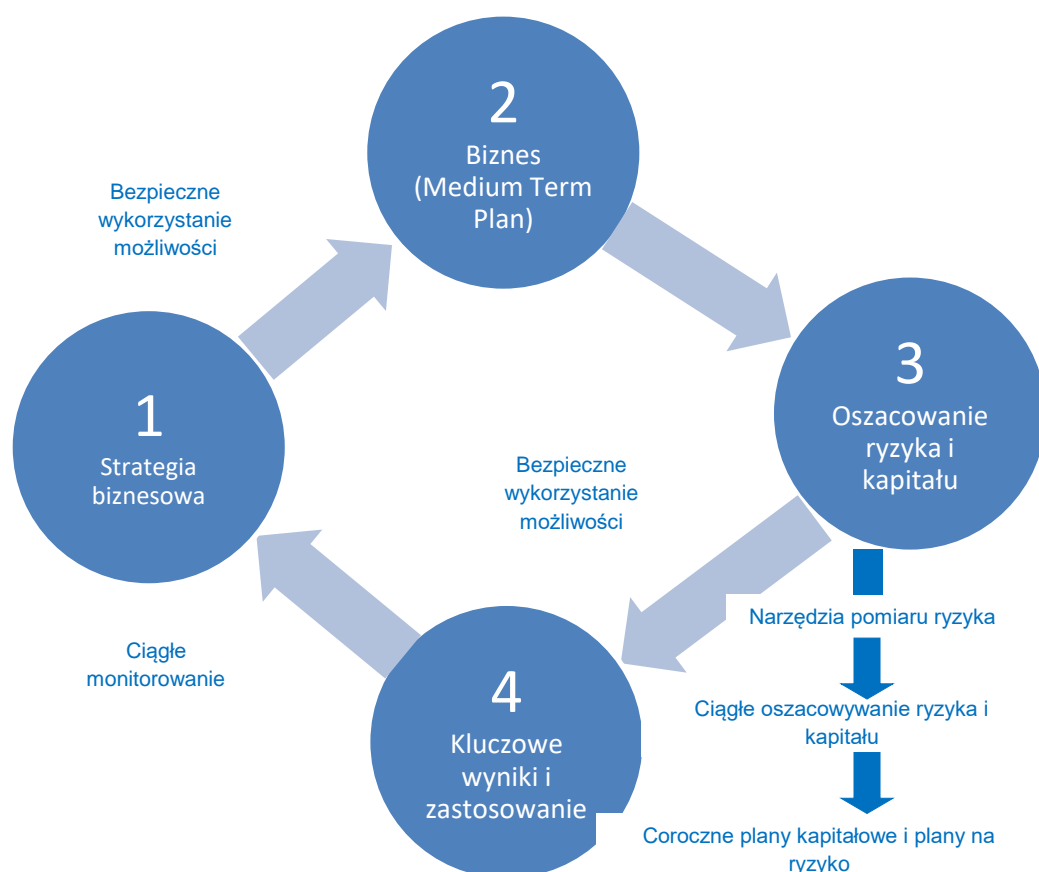 2
Biznes
(Medium Term
Plan)
Bezpieczne
wykorzystanie
możliwości
1
Strategia
biznesowa
3
Oszacowanie
ryzyka i
kapitału
Bezpieczne
wykorzystanie
możliwości
Narzędzia pomiaru ryzyka
Ciągłe
monitorowanie
4
Kluczowe
wyniki i
zastosowanie
Ciągłe oszacowywanie ryzyka i
kapitału
Coroczne plany kapitałowe i plany na
ryzyko